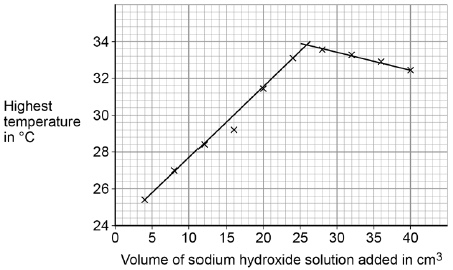 34
32
Highest
temperature
in °C
30
28
26
24
0 5 10 15 20 25 30 35 40
Volume of sodium hydroxide solution added in cm³